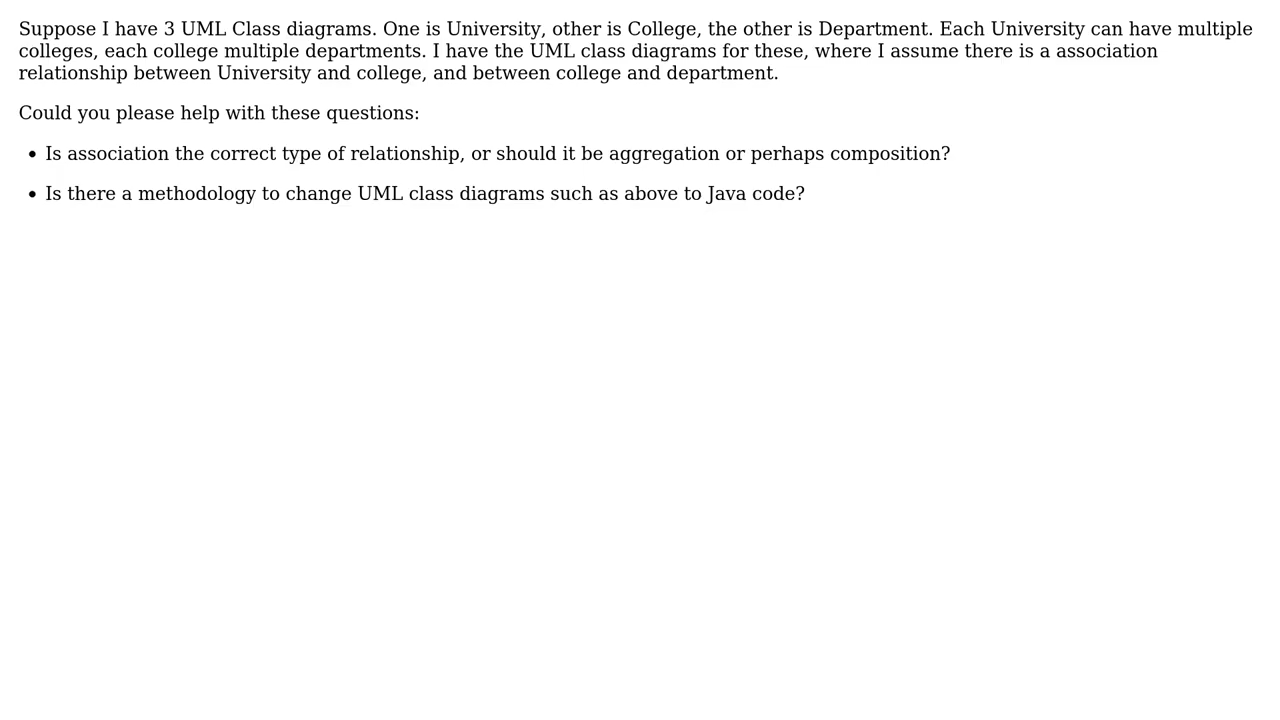 Suppose I have 3 UML Class diagrams. One is University, other is College, the other is Department. Each University can have multiple
colleges, each college multiple departments. I have the UML class diagrams for these, where I assume there is a association
relationship between University and college, and between college and department.
Could you please help with these questions:
• Is association the correct type of relationship, or should it be aggregation or perhaps composition?
• Is there a methodology to change UML class diagrams such as above to Java code?